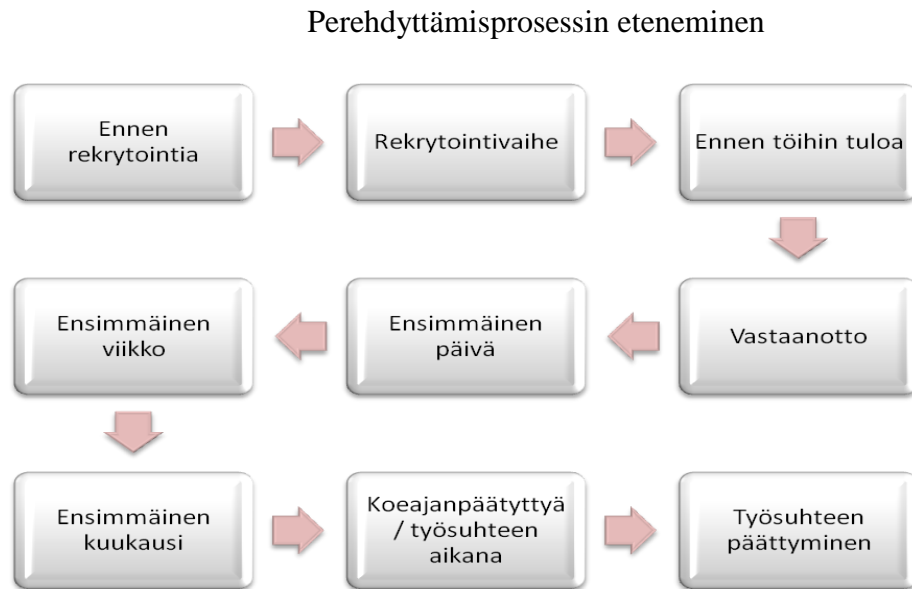 Perehdyttämisprosessin eteneminen
Ennen
rekrytointia
Rekrytointivaihe
Ennen töihin tuloa
Vastaanotto
Ensimmäinen
päivä
Ensimmäinen
viikko
Ensimmäinen
kuukausi
Koeajanpäätyttyä
/ työsuhteen
aikana
Työsuhteen
päättyminen